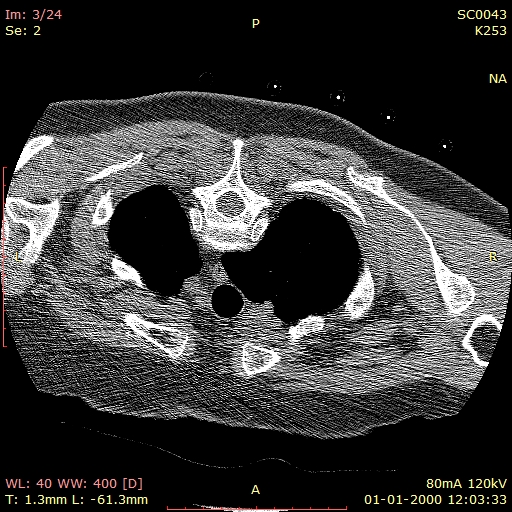 Im: 3/24
Se: 2
P
SC0043
K253
NA
L
R
WL: 40 WW: 400 [D]
T: 1.3mm L: -61.3mm
A
80mA 120kV
01-01-2000 12:03:33